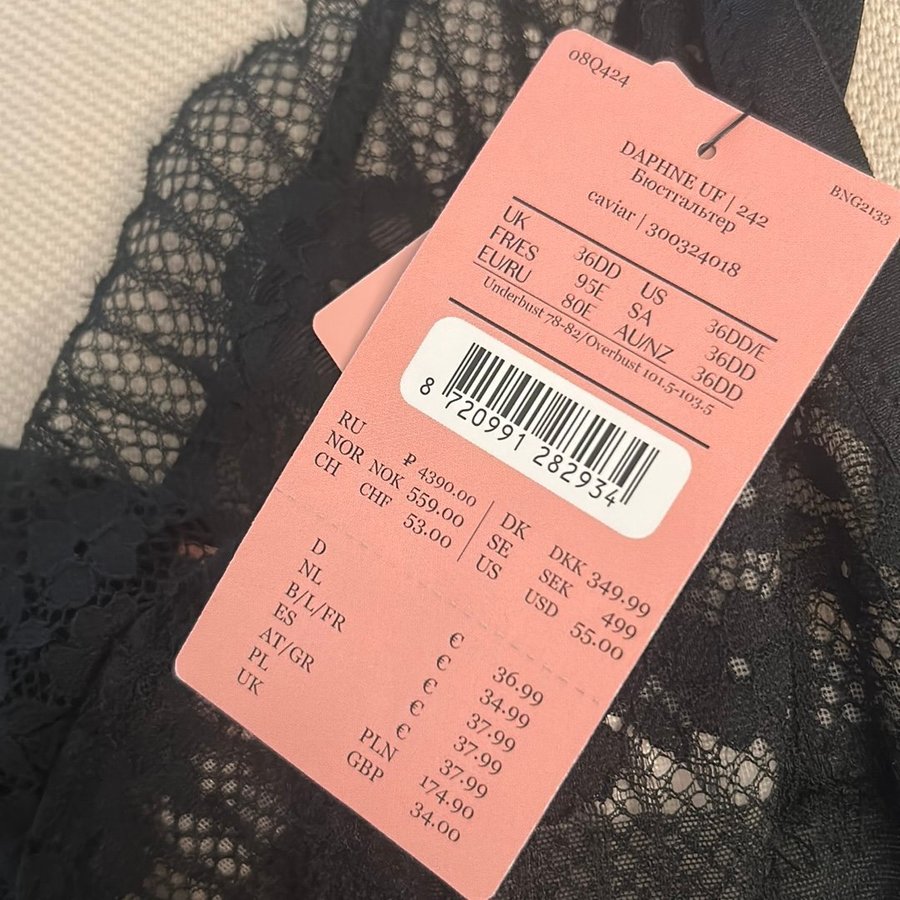 08Q424
BNG2133
DAPHNE UF | 242
Бюстгальтер
caviar | 300324018
UK 36DD US 36DD/E
FR/ES 95E SA 36DD
EU/RU 80E AU/NZ 36DD
Underbust 78-82/Overbust 101.5-103.5
8 720991 282934
RU ₽ 4390.00 DK DKK 349.99
NOR NOK 559.00 SE SEK 499
CH CHF 53.00 US USD 55.00
D € 36.99
NL € 34.99
B/L/FR € 37.99
ES € 37.99
AT/GR € 37.99
PL PLN 174.90
UK GBP 34.00